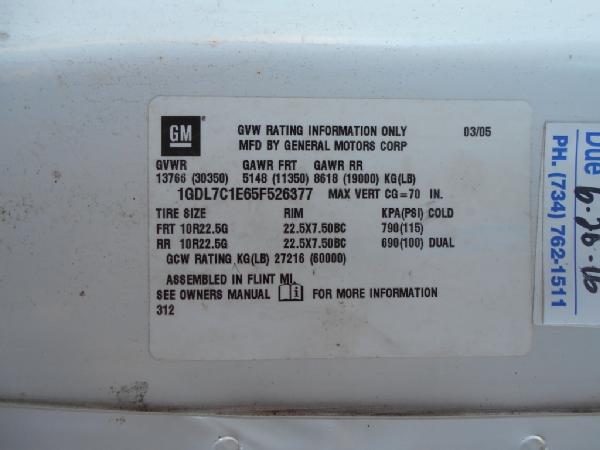 GM
GVW RATING INFORMATION ONLY 03/05
MFD BY GENERAL MOTORS CORP
GVWR GAWR FRT GAWR RR
13766 (30350) 5148 (11350) 8618 (19000) KG(LB)
1GDL7C1E65F526377 MAX VERT CG=70 IN.
TIRE SIZE RIM KPA(PSI) COLD
FRT 10R22.5G 22.5X7.50BC 790(115)
RR 10R22.5G 22.5X7.50BC 690(100) DUAL
GCW RATING KG(LB) 27216 (60000)
ASSEMBLED IN FLINT MI.
SEE OWNERS MANUAL i FOR MORE INFORMATION
312
Due 6-26-06
PH. (734) 762-1511